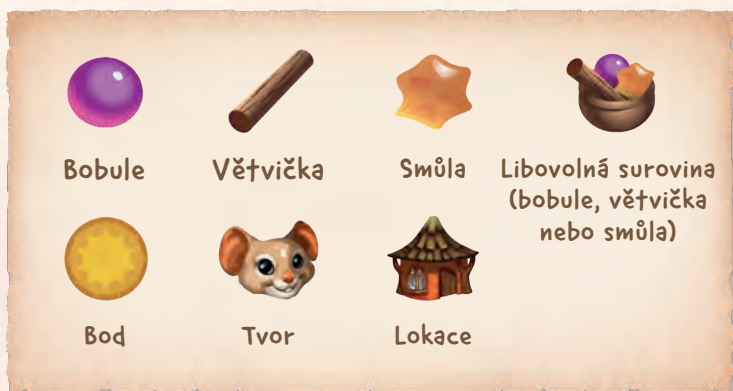 Bobule
Větvička
Smůla
Libovolná surovina
(bobule, větvička
nebo smůla)
Bod
Tvor
Lokace